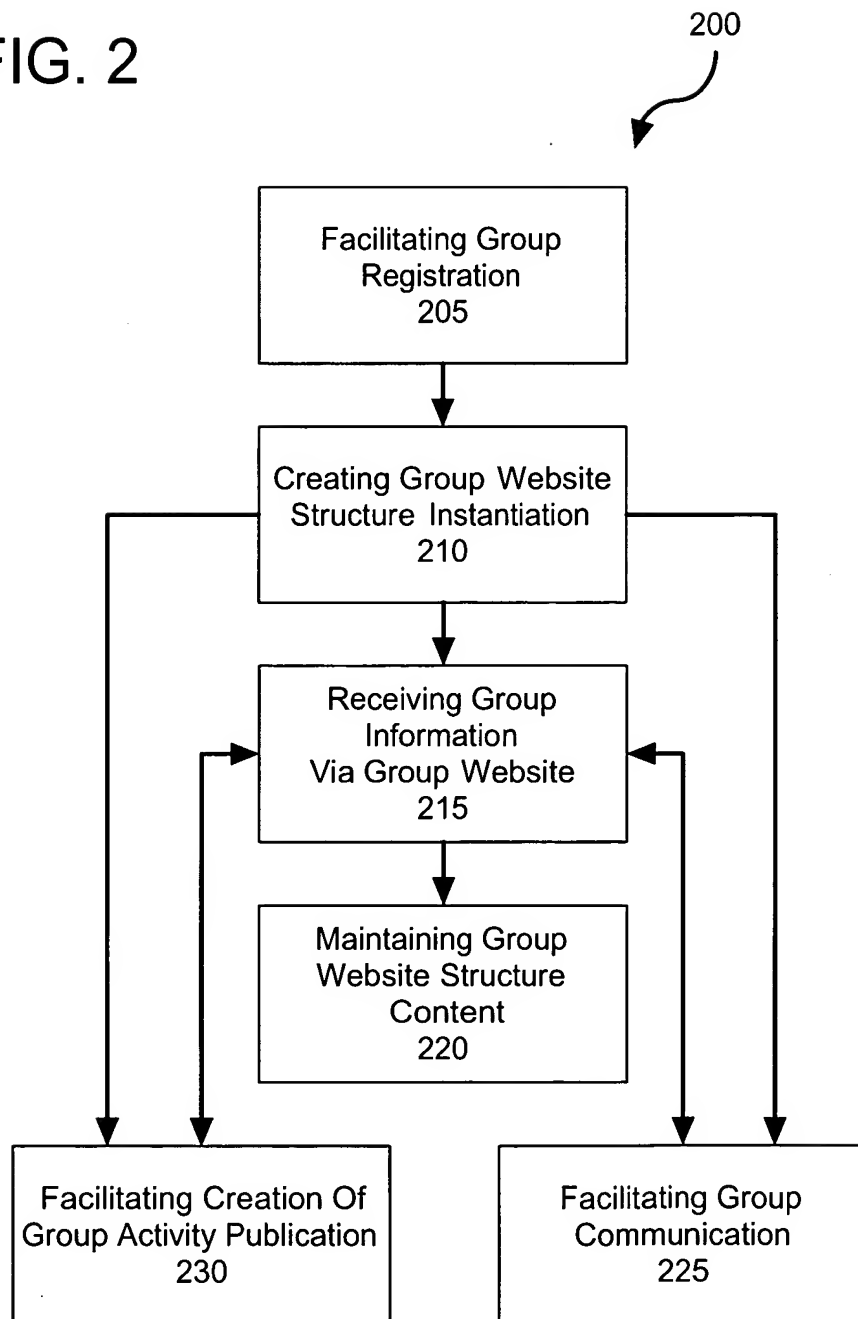 FIG. 2
200
Facilitating Group
Registration
205
Creating Group Website
Structure Instantiation
210
Receiving Group
Information
Via Group Website
215
Maintaining Group
Website Structure
Content
220
Facilitating Creation Of
Group Activity Publication
230
Facilitating Group
Communication
225